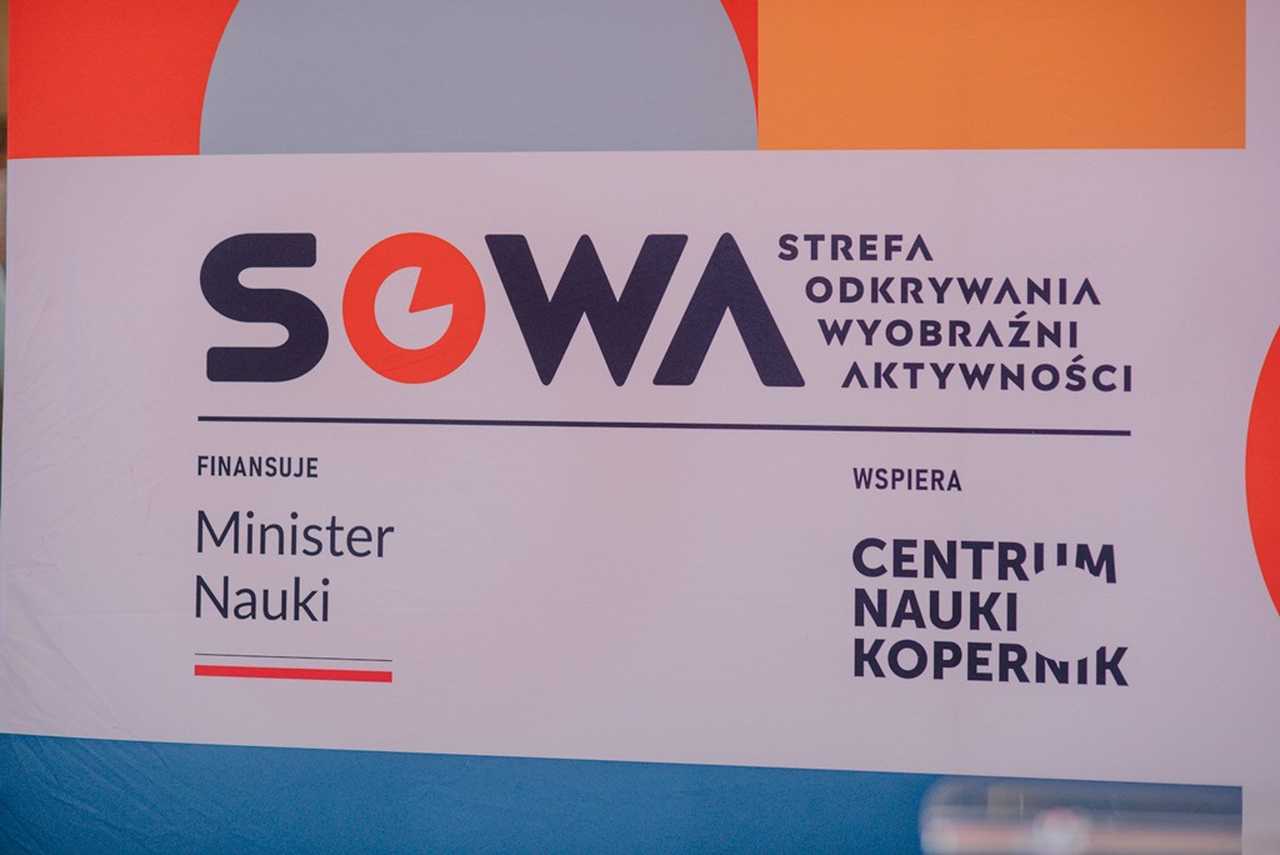 SOWA
STREFA
ODKRYWANIA
WYOBRAŹNI
AKTYWNOŚCI
FINANSUJE
Minister
Nauki
WSPIERA
CENTRUM
NAUKI
KOPERNIK